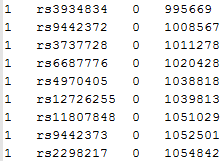 1 rs3934834 0 995669
1 rs9442372 0 1008567
1 rs3737728 0 1011278
1 rs6687776 0 1020428
1 rs4970405 0 1038818
1 rs12726255 0 1039813
1 rs11807848 0 1051029
1 rs9442373 0 1052501
1 rs2298217 0 1054842